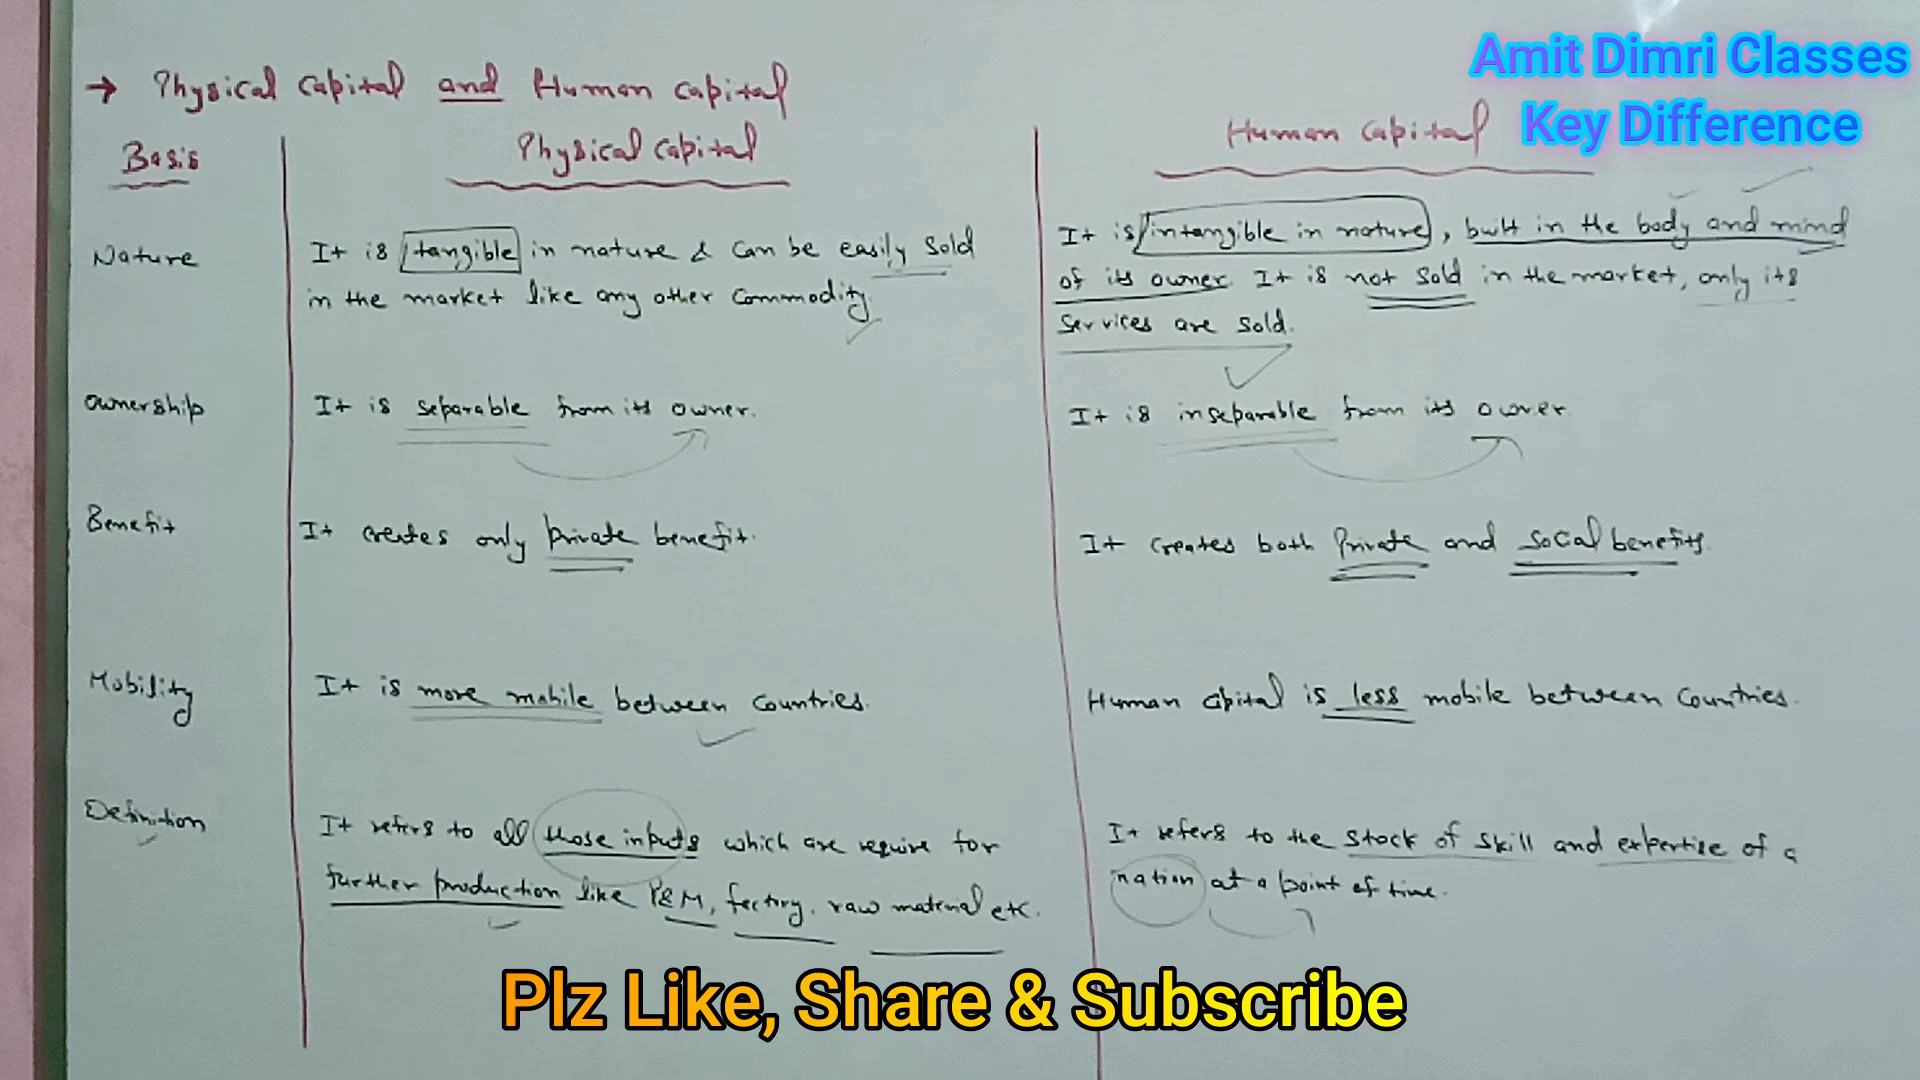 Amit Dimri Classes
Key Difference
→ Physical capital and Human capital
Basis
Physical capital
Human capital
Nature
It is tangible in nature & can be easily sold
in the market like any other commodity
It is intangible in nature, built in the body and mind
of its owner. It is not sold in the market, only its
services are sold.
Ownership
It is separable from its owner.
It is inseparable from its owner.
Benefit
It creates only private benefit.
It creates both Private and Social benefits.
Mobility
It is more mobile between countries.
Human capital is less mobile between countries.
Definition
It refers to all those inputs which are require for
further production like P&M, factory, raw material etc.
It refers to the stock of skill and expertise of a
nation at a point of time.
Plz Like, Share & Subscribe